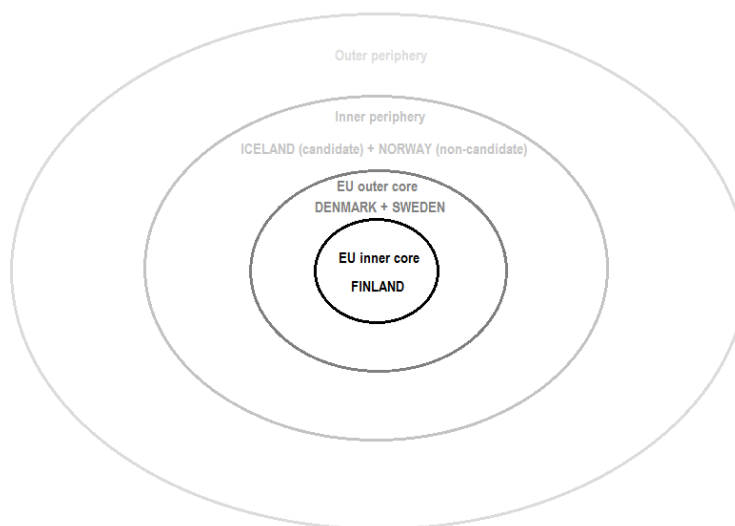 Outer periphery
Inner periphery
ICELAND (candidate) + NORWAY (non-candidate)
EU outer core
DENMARK + SWEDEN
EU inner core
FINLAND